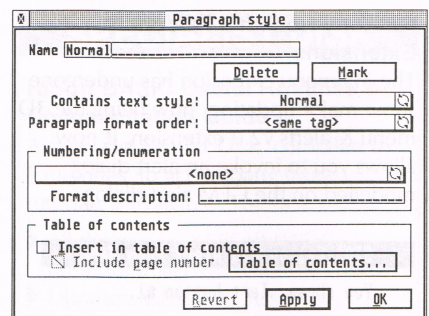 Paragraph style
Name Normal
Delete Mark
Contains text style: Normal
Paragraph format order: <same tag>
Numbering/enumeration
<none>
Format description:
Table of contents
Insert in table of contents
Include page number Table of contents...
Revert Apply OK